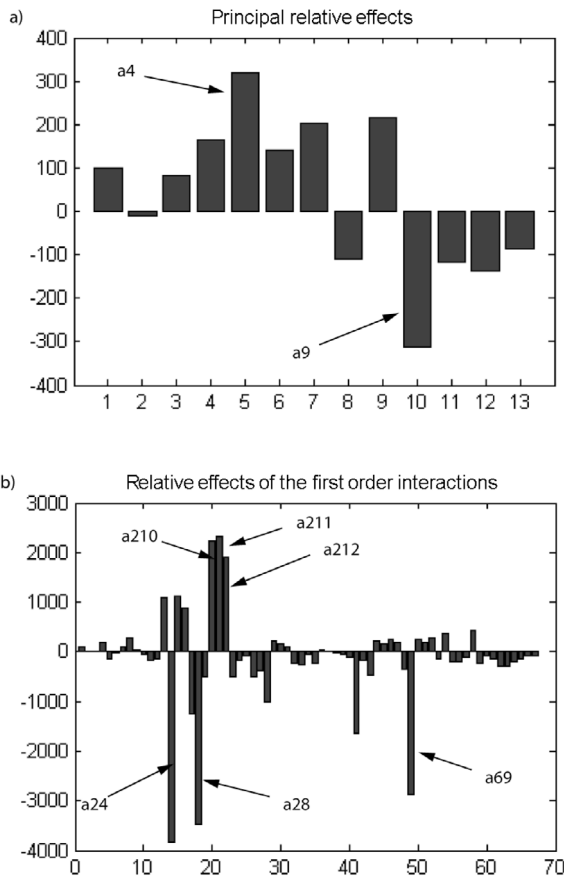 a) Principal relative effects
400
300
200
100
0
-100
-200
-300
-400
a4
a9
1 2 3 4 5 6 7 8 9 10 11 12 13
b) Relative effects of the first order interactions
3000
2000
1000
0
-1000
-2000
-3000
-4000
a210
a211
a212
a24
a28
a69
0 10 20 30 40 50 60 70